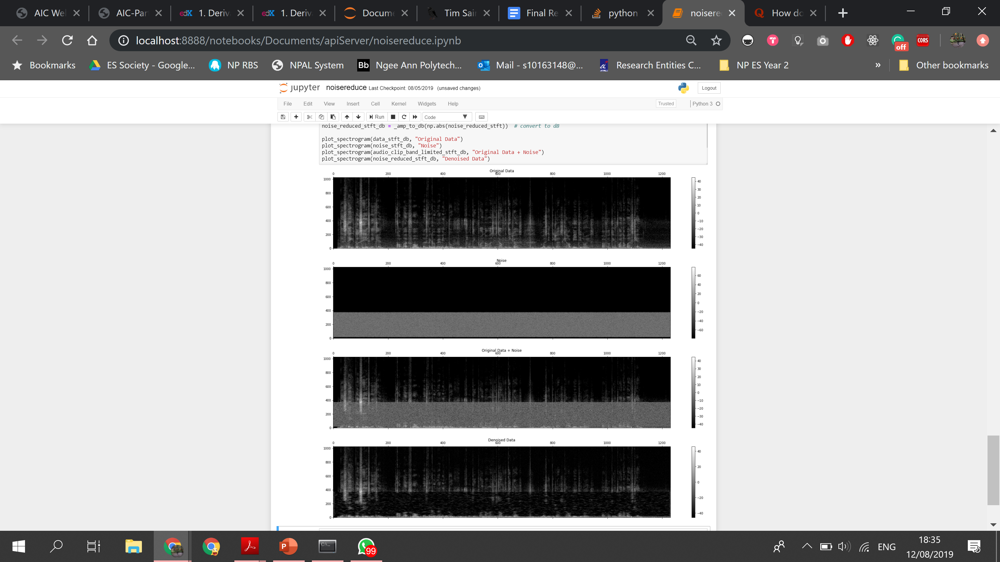 AIC Wel
AIC-Par
edX 1. Deriv
edX 1. Deriv
Docume
Tim Sai
Final Re
python
noisere
How do
localhost:8888/notebooks/Documents/apiServer/noisereduce.ipynb
off
CORS
Bookmarks
ES Society - Google...
NP RBS
NPAL System
Bb Ngee Ann Polytech...
Mail - s10163148@...
Research Entities C...
NP ES Year 2
»
Other bookmarks
jupyter noisereduce Last Checkpoint: 08/05/2019 (unsaved changes)
Logout
File Edit View Insert Cell Kernel Widgets Help
Trusted
Python 3
Run
Code
noise_reduced_stft_db = _amp_to_db(np.abs(noise_reduced_stft)) # convert to dB
plot_spectrogram(data_stft_db, "Original Data")
plot_spectrogram(noise_stft_db, "Noise")
plot_spectrogram(audio_clip_band_limited_stft_db, "Original Data + Noise")
plot_spectrogram(noise_reduced_stft_db, "Denoised Data")
Original Data
0 200 400 600 800 1000 1200
1000
800
600
400
200
0
40
30
20
10
0
−10
−20
−30
−40
Noise
0 200 400 600 800 1000 1200
1000
800
600
400
200
0
60
40
20
0
−20
−40
−60
Original Data + Noise
0 200 400 600 800 1000 1200
1000
800
600
400
200
0
40
30
20
10
0
−10
−20
−30
−40
Denoised Data
0 200 400 600 800 1000 1200
1000
800
600
400
200
0
40
20
0
−20
−40
99
ENG
18:35
12/08/2019